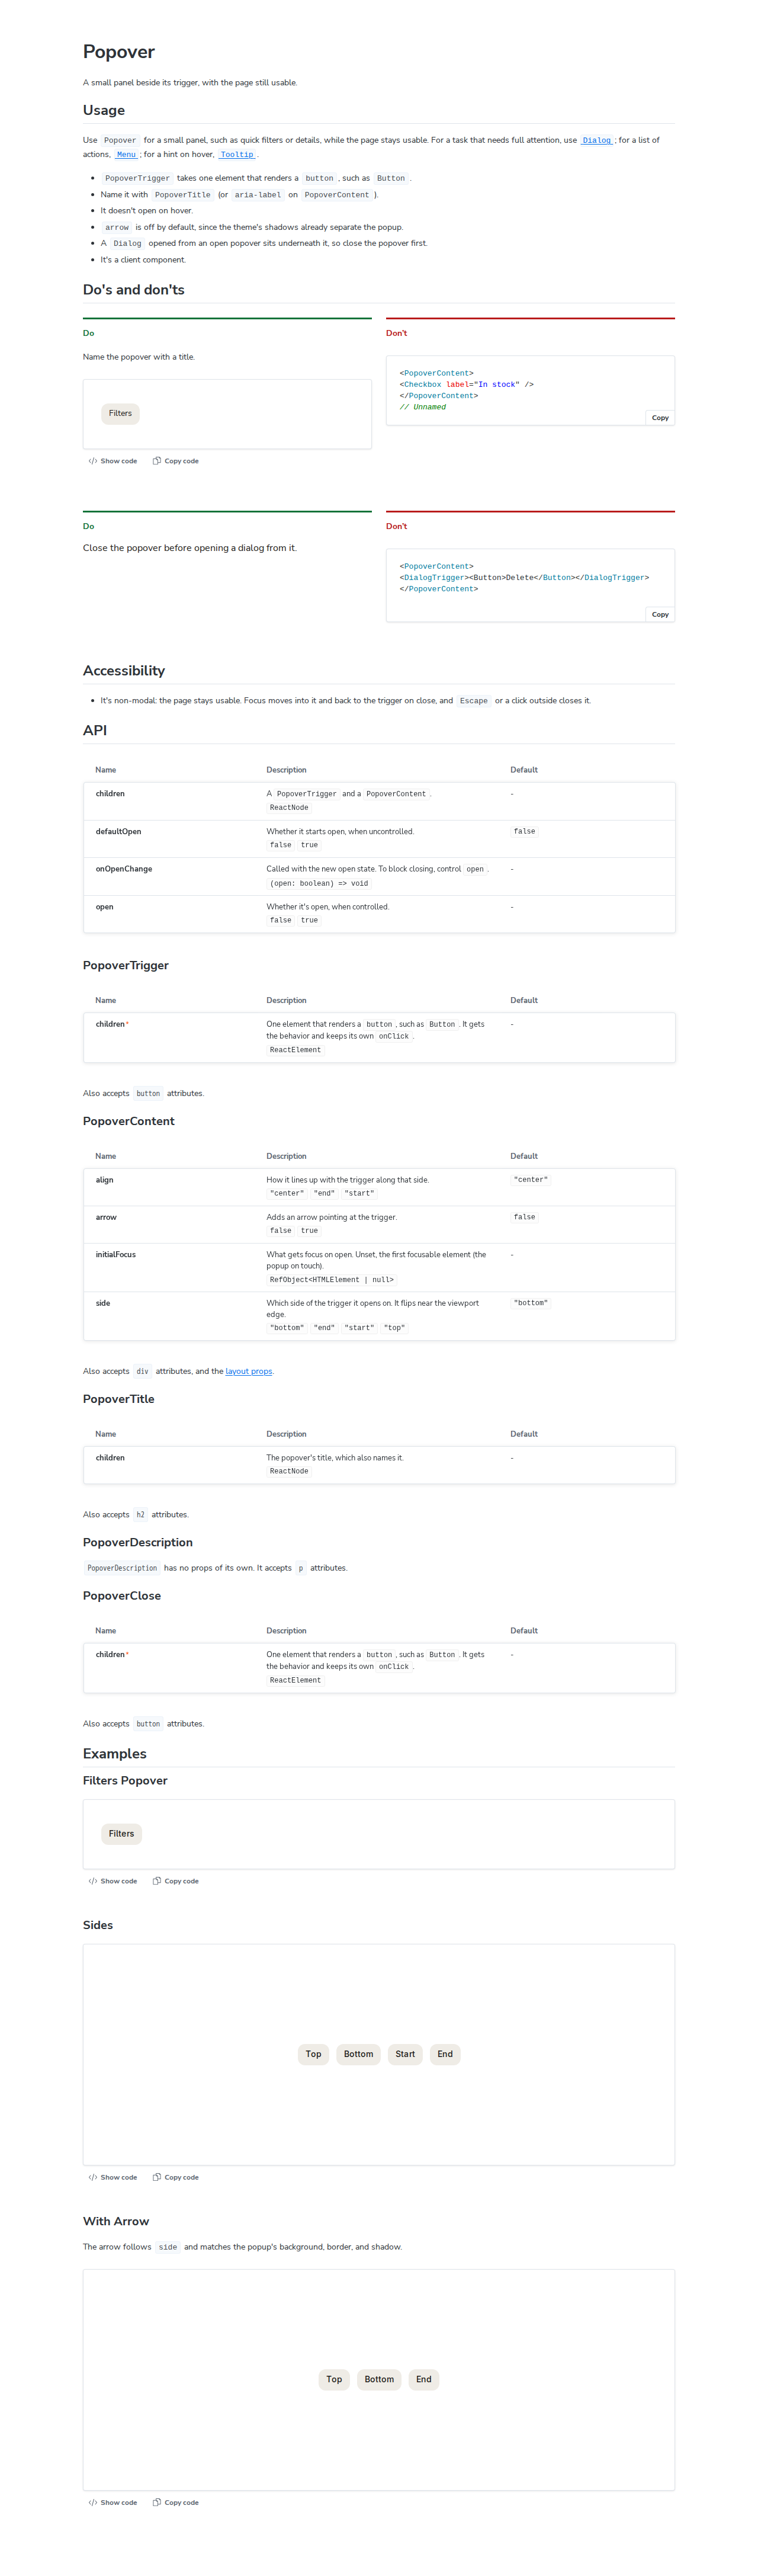 Popover
A small panel beside its trigger, with the page still usable.
Usage
Use Popover for a small panel, such as quick filters or details, while the page stays usable. For a task that needs full attention, use Dialog; for a list of
actions, Menu; for a hint on hover, Tooltip.
PopoverTrigger takes one element that renders a button, such as Button.
Name it with PopoverTitle (or aria-label on PopoverContent).
It doesn't open on hover.
arrow is off by default, since the theme's shadows already separate the popup.
A Dialog opened from an open popover sits underneath it, so close the popover first.
It's a client component.
Do's and don'ts
Do
Name the popover with a title.
Filters
Show code Copy code
Don't
<PopoverContent>
<Checkbox label="In stock" />
</PopoverContent>
// Unnamed
Copy
Do
Close the popover before opening a dialog from it.
Don't
<PopoverContent>
<DialogTrigger><Button>Delete</Button></DialogTrigger>
</PopoverContent>
Copy
Accessibility
It's non-modal: the page stays usable. Focus moves into it and back to the trigger on close, and Escape or a click outside closes it.
API
Name Description Default
children A PopoverTrigger and a PopoverContent. -
ReactNode
defaultOpen Whether it starts open, when uncontrolled. false
false true
onOpenChange Called with the new open state. To block closing, control open. -
(open: boolean) => void
open Whether it's open, when controlled. -
false true
PopoverTrigger
Name Description Default
children* One element that renders a button, such as Button. It gets -
the behavior and keeps its own onClick.
ReactElement
Also accepts button attributes.
PopoverContent
Name Description Default
align How it lines up with the trigger along that side. "center"
"center" "end" "start"
arrow Adds an arrow pointing at the trigger. false
false true
initialFocus What gets focus on open. Unset, the first focusable element (the -
popup on touch).
RefObject<HTMLElement | null>
side Which side of the trigger it opens on. It flips near the viewport "bottom"
edge.
"bottom" "end" "start" "top"
Also accepts div attributes, and the layout props.
PopoverTitle
Name Description Default
children The popover's title, which also names it. -
ReactNode
Also accepts h2 attributes.
PopoverDescription
PopoverDescription has no props of its own. It accepts p attributes.
PopoverClose
Name Description Default
children* One element that renders a button, such as Button. It gets -
the behavior and keeps its own onClick.
ReactElement
Also accepts button attributes.
Examples
Filters Popover
Filters
Show code Copy code
Sides
Top Bottom Start End
Show code Copy code
With Arrow
The arrow follows side and matches the popup's background, border, and shadow.
Top Bottom End
Show code Copy code